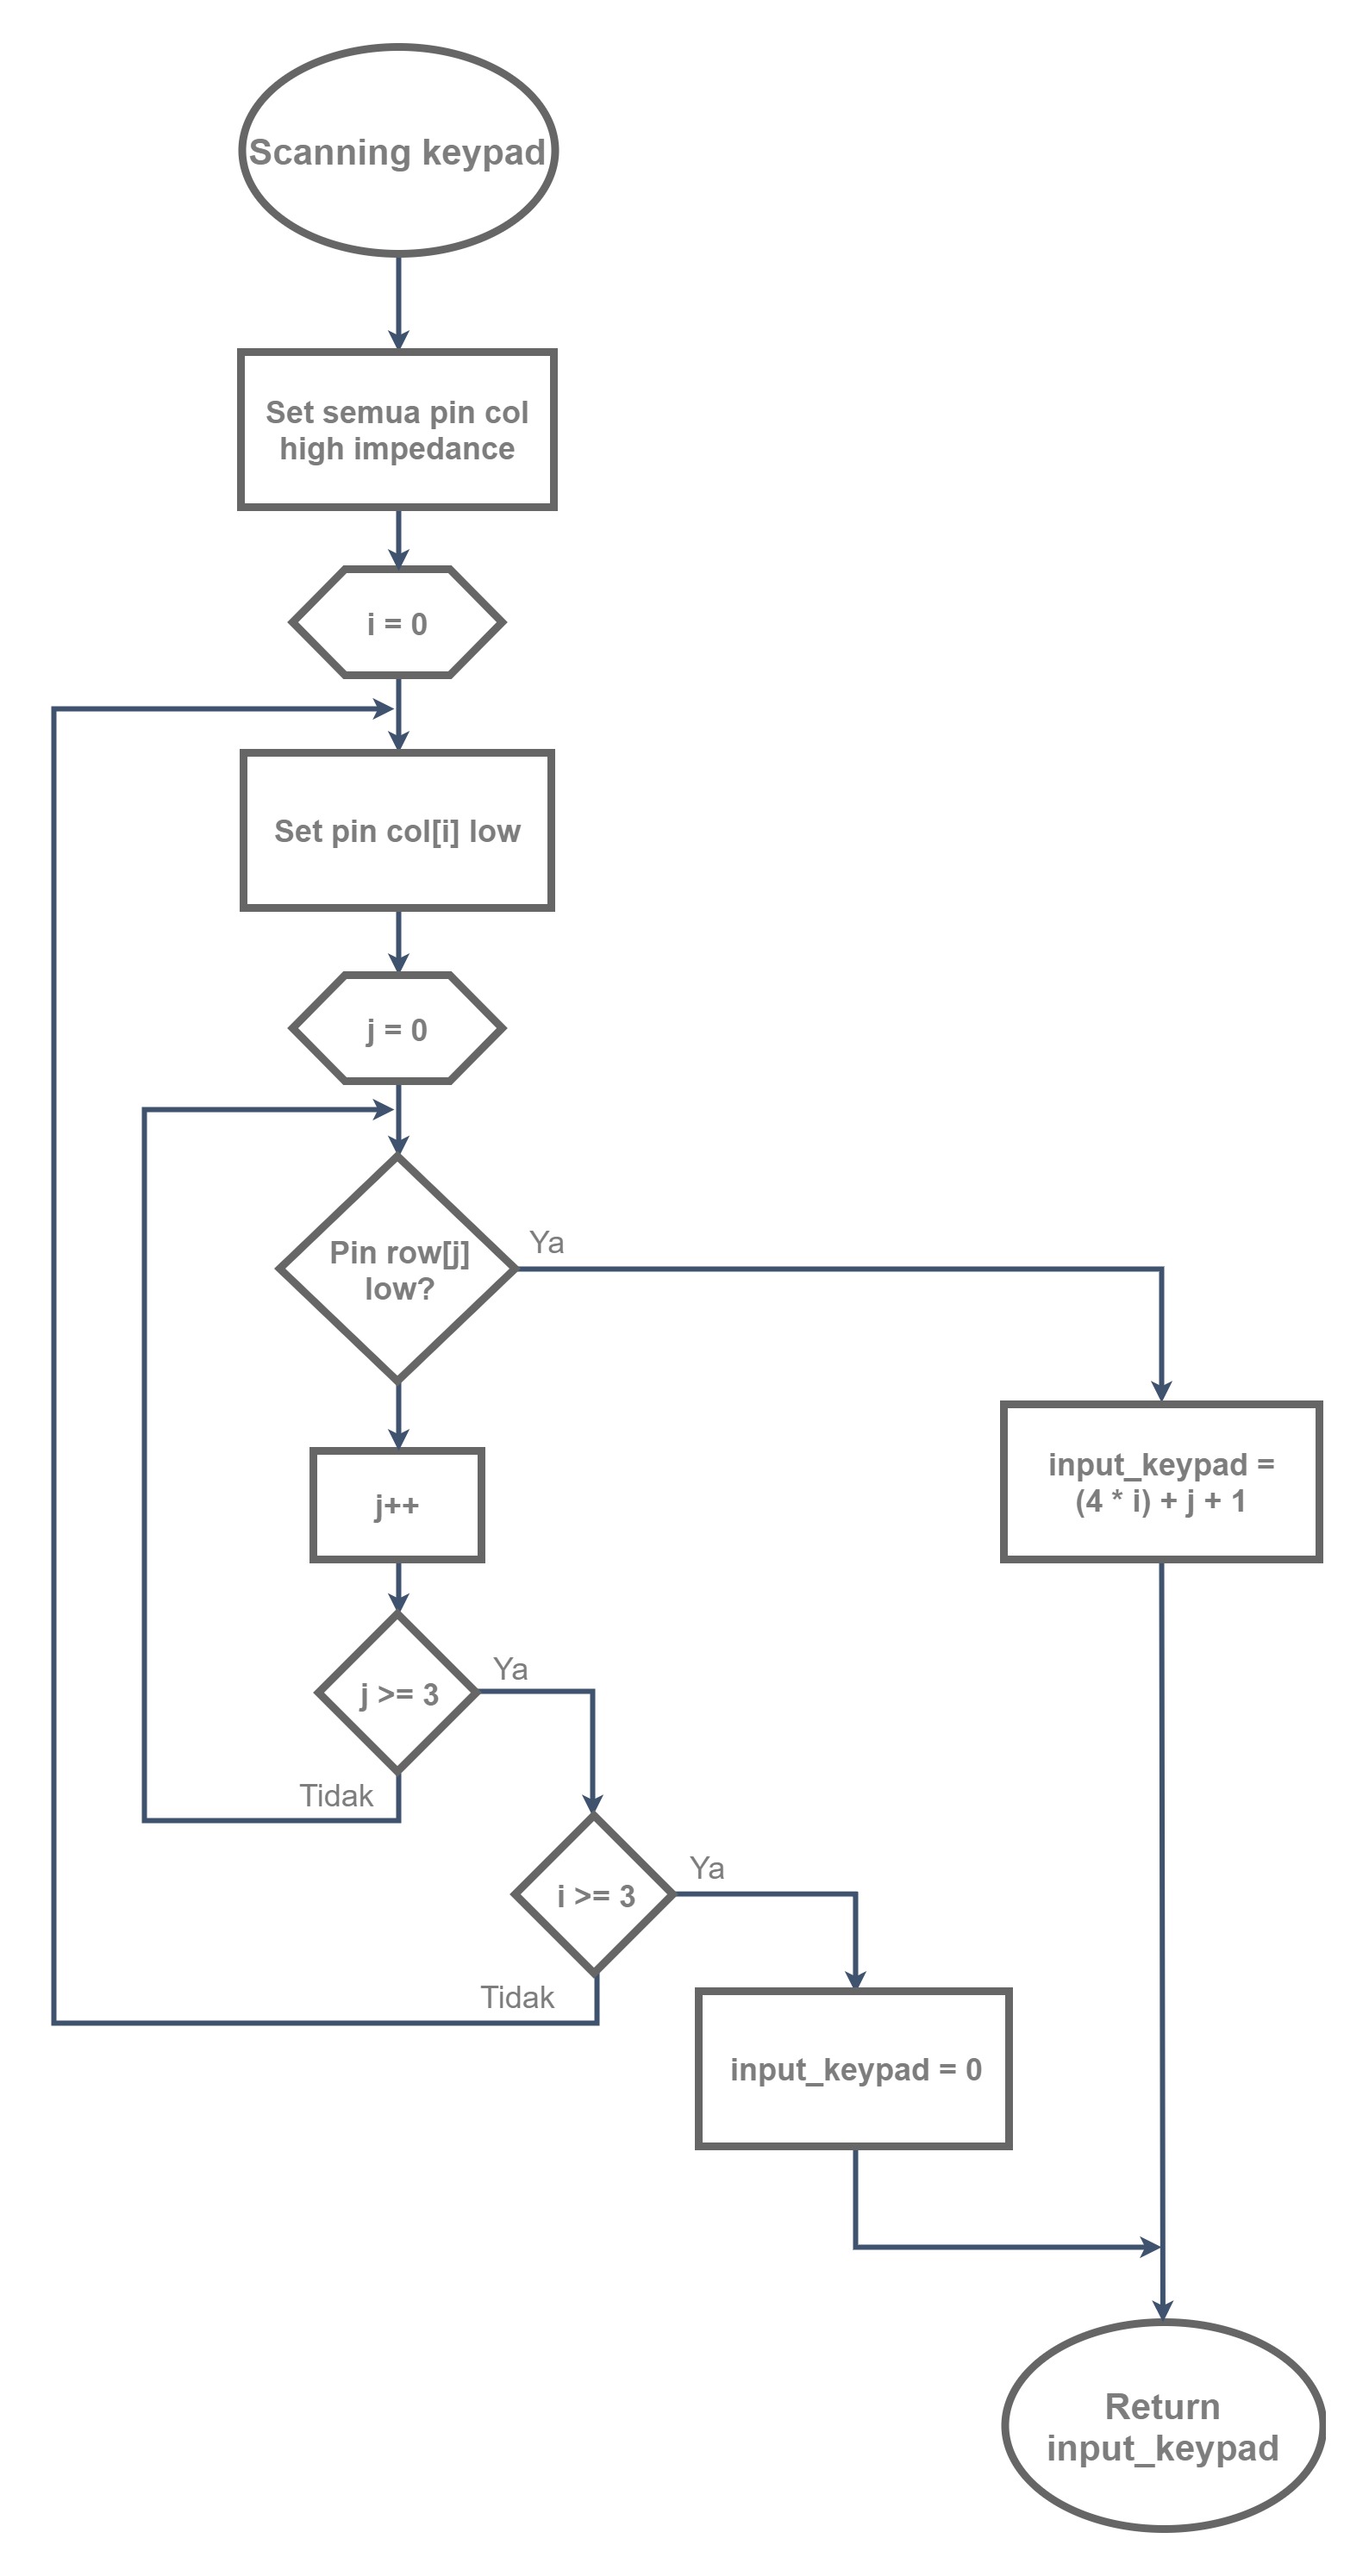 Scanning keypad
Set semua pin col
high impedance
i = 0
Set pin col[i] low
j = 0
Pin row[j]
low?
Ya
input_keypad =
(4 * i) + j + 1
j++
j >= 3
Ya
Tidak
i >= 3
Ya
Tidak
input_keypad = 0
Return
input_keypad